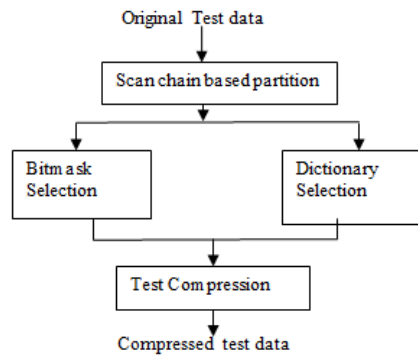 Original Test data
Scan chain based partition
Bitmask
Selection
Dictionary
Selection
Test Compression
Compressed test data